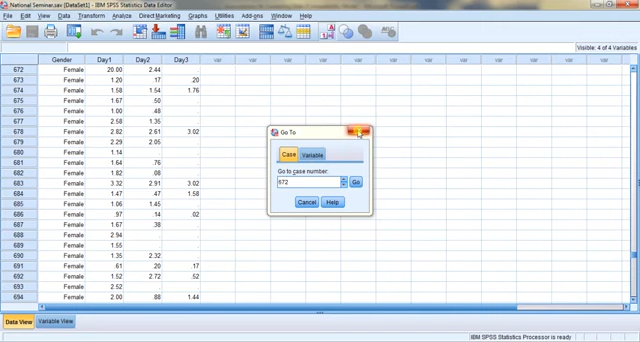 National Seminar.sav [DataSet1] - IBM SPSS Statistics Data Editor
File Edit View Data Transform Analyze Direct Marketing Graphs Utilities Add-ons Window Help
Visible: 4 of 4 Variables
Gender Day1 Day2 Day3 var var var var var var var
672 Female 20.00 2.44
673 Female 1.20 .17 .20
674 Female 1.58 1.54 1.76
675 Female 1.67 .50 .
676 Female 1.00 .48 .
677 Female 2.58 1.35 .
678 Female 2.82 2.61 3.02
679 Female 2.29 2.05 .
680 Female 1.14 . .
681 Female 1.64 .76 .
682 Female 1.82 .08 .
683 Female 3.32 2.91 3.02
684 Female 1.47 .47 1.58
685 Female 1.06 1.45 .
686 Female .97 .14 .02
687 Female 1.67 .38 .
688 Female 2.94 . .
689 Female 1.55 . .
690 Female 1.35 2.32 .
691 Female .61 .20 .17
692 Female 1.52 2.72 .52
693 Female 2.52 . .
694 Female 2.00 .88 1.44
Go To
Case Variable
Go to case number:
672 Go
Cancel Help
Data View Variable View
IBM SPSS Statistics Processor is ready